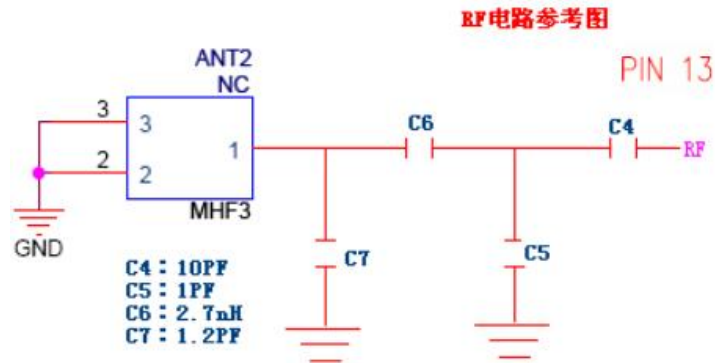 RF电路参考图
PIN 13
ANT2
NC
3
3
2
2
1
MHF3
GND
C6
C4
RF
C7
C5
C4：10PF
C5：1PF
C6：2.7nH
C7：1.2PF